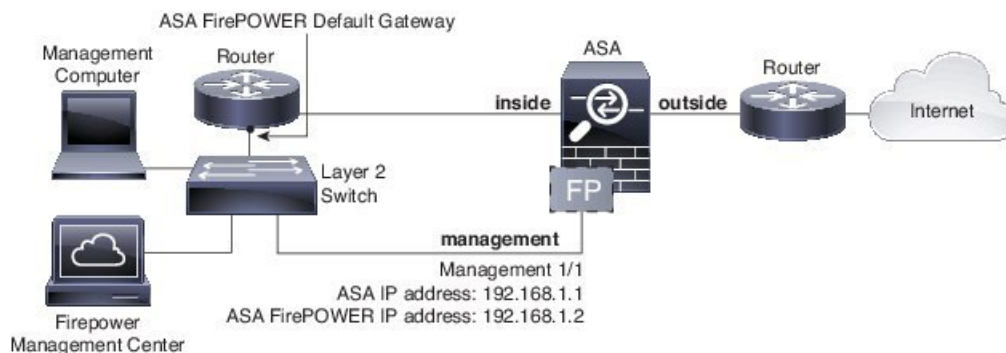 ASA FirePOWER Default Gateway
Management
Computer
Router
ASA
Router
inside
outside
Internet
Layer 2
Switch
FP
management
Management 1/1
ASA IP address: 192.168.1.1
ASA FirePOWER IP address: 192.168.1.2
Firepower
Management Center